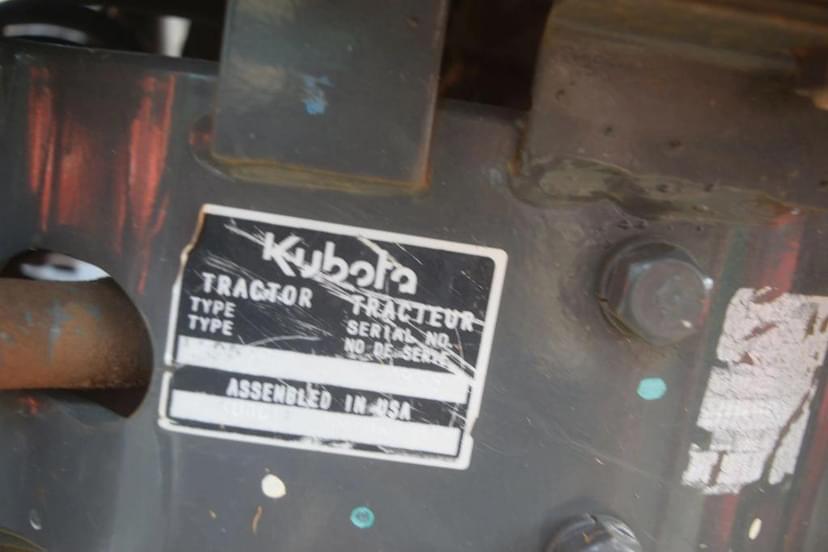 Kubota
TRACTOR TRACTEUR
TYPE SERIAL NO.
TYPE NO DE SERIE
ASSEMBLED IN USA